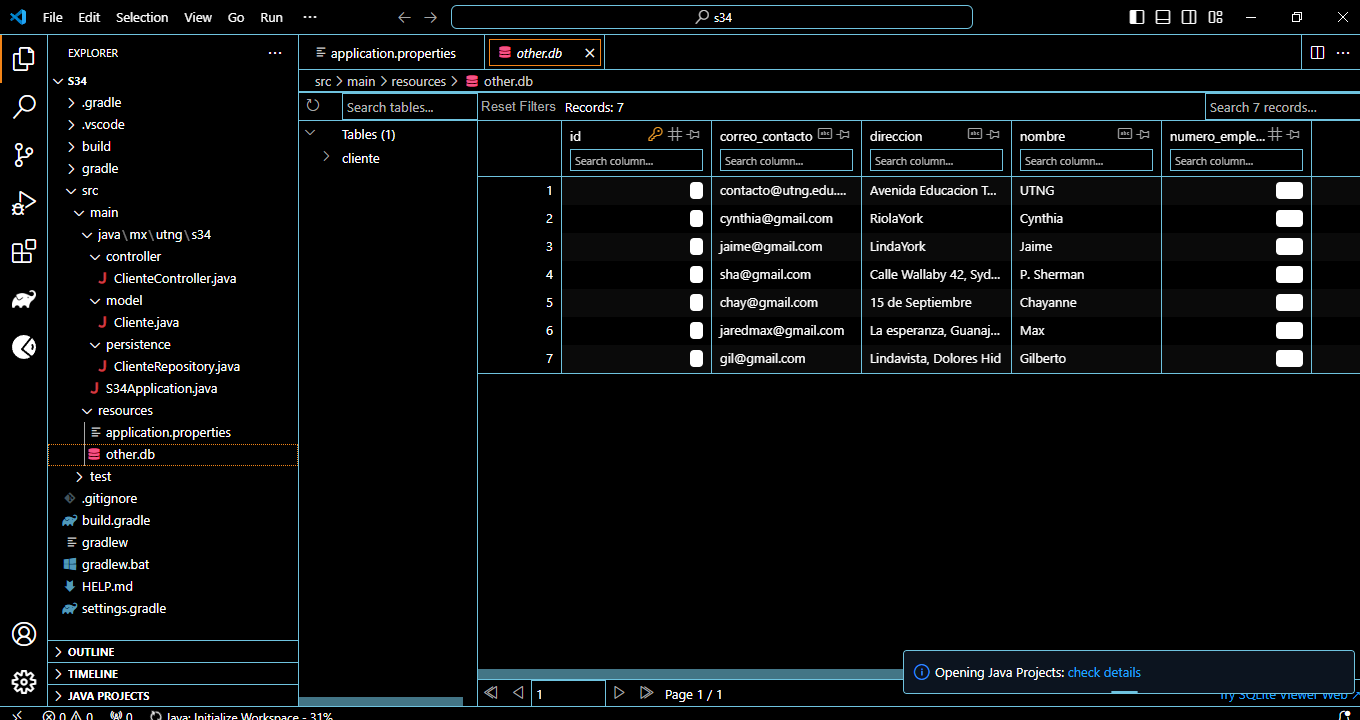 File Edit Selection View Go Run ··· s34
EXPLORER ···
S34
.gradle
.vscode
build
gradle
src
main
java\mx\utng\s34
controller
J ClienteController.java
model
J Cliente.java
persistence
J ClienteRepository.java
J S34Application.java
resources
application.properties
other.db
test
.gitignore
build.gradle
gradlew
gradlew.bat
HELP.md
settings.gradle
OUTLINE
TIMELINE
JAVA PROJECTS
application.properties other.db
src > main > resources > other.db
Search tables... Reset Filters Records: 7 Search 7 records...
Tables (1)
cliente
id correo_contacto direccion nombre numero_emple...
Search column... Search column... Search column... Search column... Search column...
1 contacto@utng.edu.... Avenida Educacion T... UTNG
2 cynthia@gmail.com RiolaYork Cynthia
3 jaime@gmail.com LindaYork Jaime
4 sha@gmail.com Calle Wallaby 42, Syd... P. Sherman
5 chay@gmail.com 15 de Septiembre Chayanne
6 jaredmax@gmail.com La esperanza, Guanaj... Max
7 gil@gmail.com Lindavista, Dolores Hid Gilberto
Opening Java Projects: check details
1 Page 1 / 1 Try SQLite Viewer Web
0 0 0 Java: Initialize Workspace - 31%